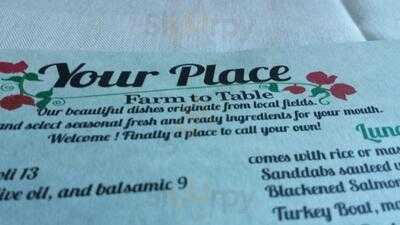 Your Place
Farm to Table
Our beautiful dishes originate from local fields.
and select seasonal fresh and ready ingredients for your mouth.
Welcome ! Finally a place to call your own!
13
comes with rice or
Sanddabs sauteed
oil, and balsamic 9
Blackened
Turkey Boat,